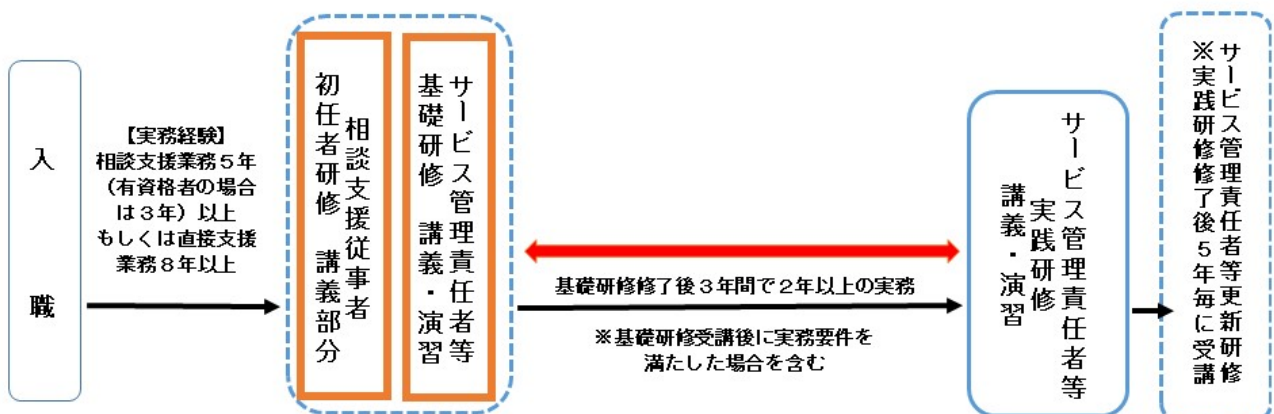 入職
【実務経験】
相談支援業務５年
（有資格者の場合
は３年）以上
もしくは直接支援
業務８年以上
相談支援従事者
初任者研修　講義部分
サービス管理責任者等
基礎研修　講義・演習
基礎研修修了後３年間で２年以上の実務
※基礎研修受講後に実務要件を
満たした場合を含む
サービス管理責任者等
実践研修
講義・演習
サービス管理責任者等更新研修
※実践研修修了後５年毎に受講